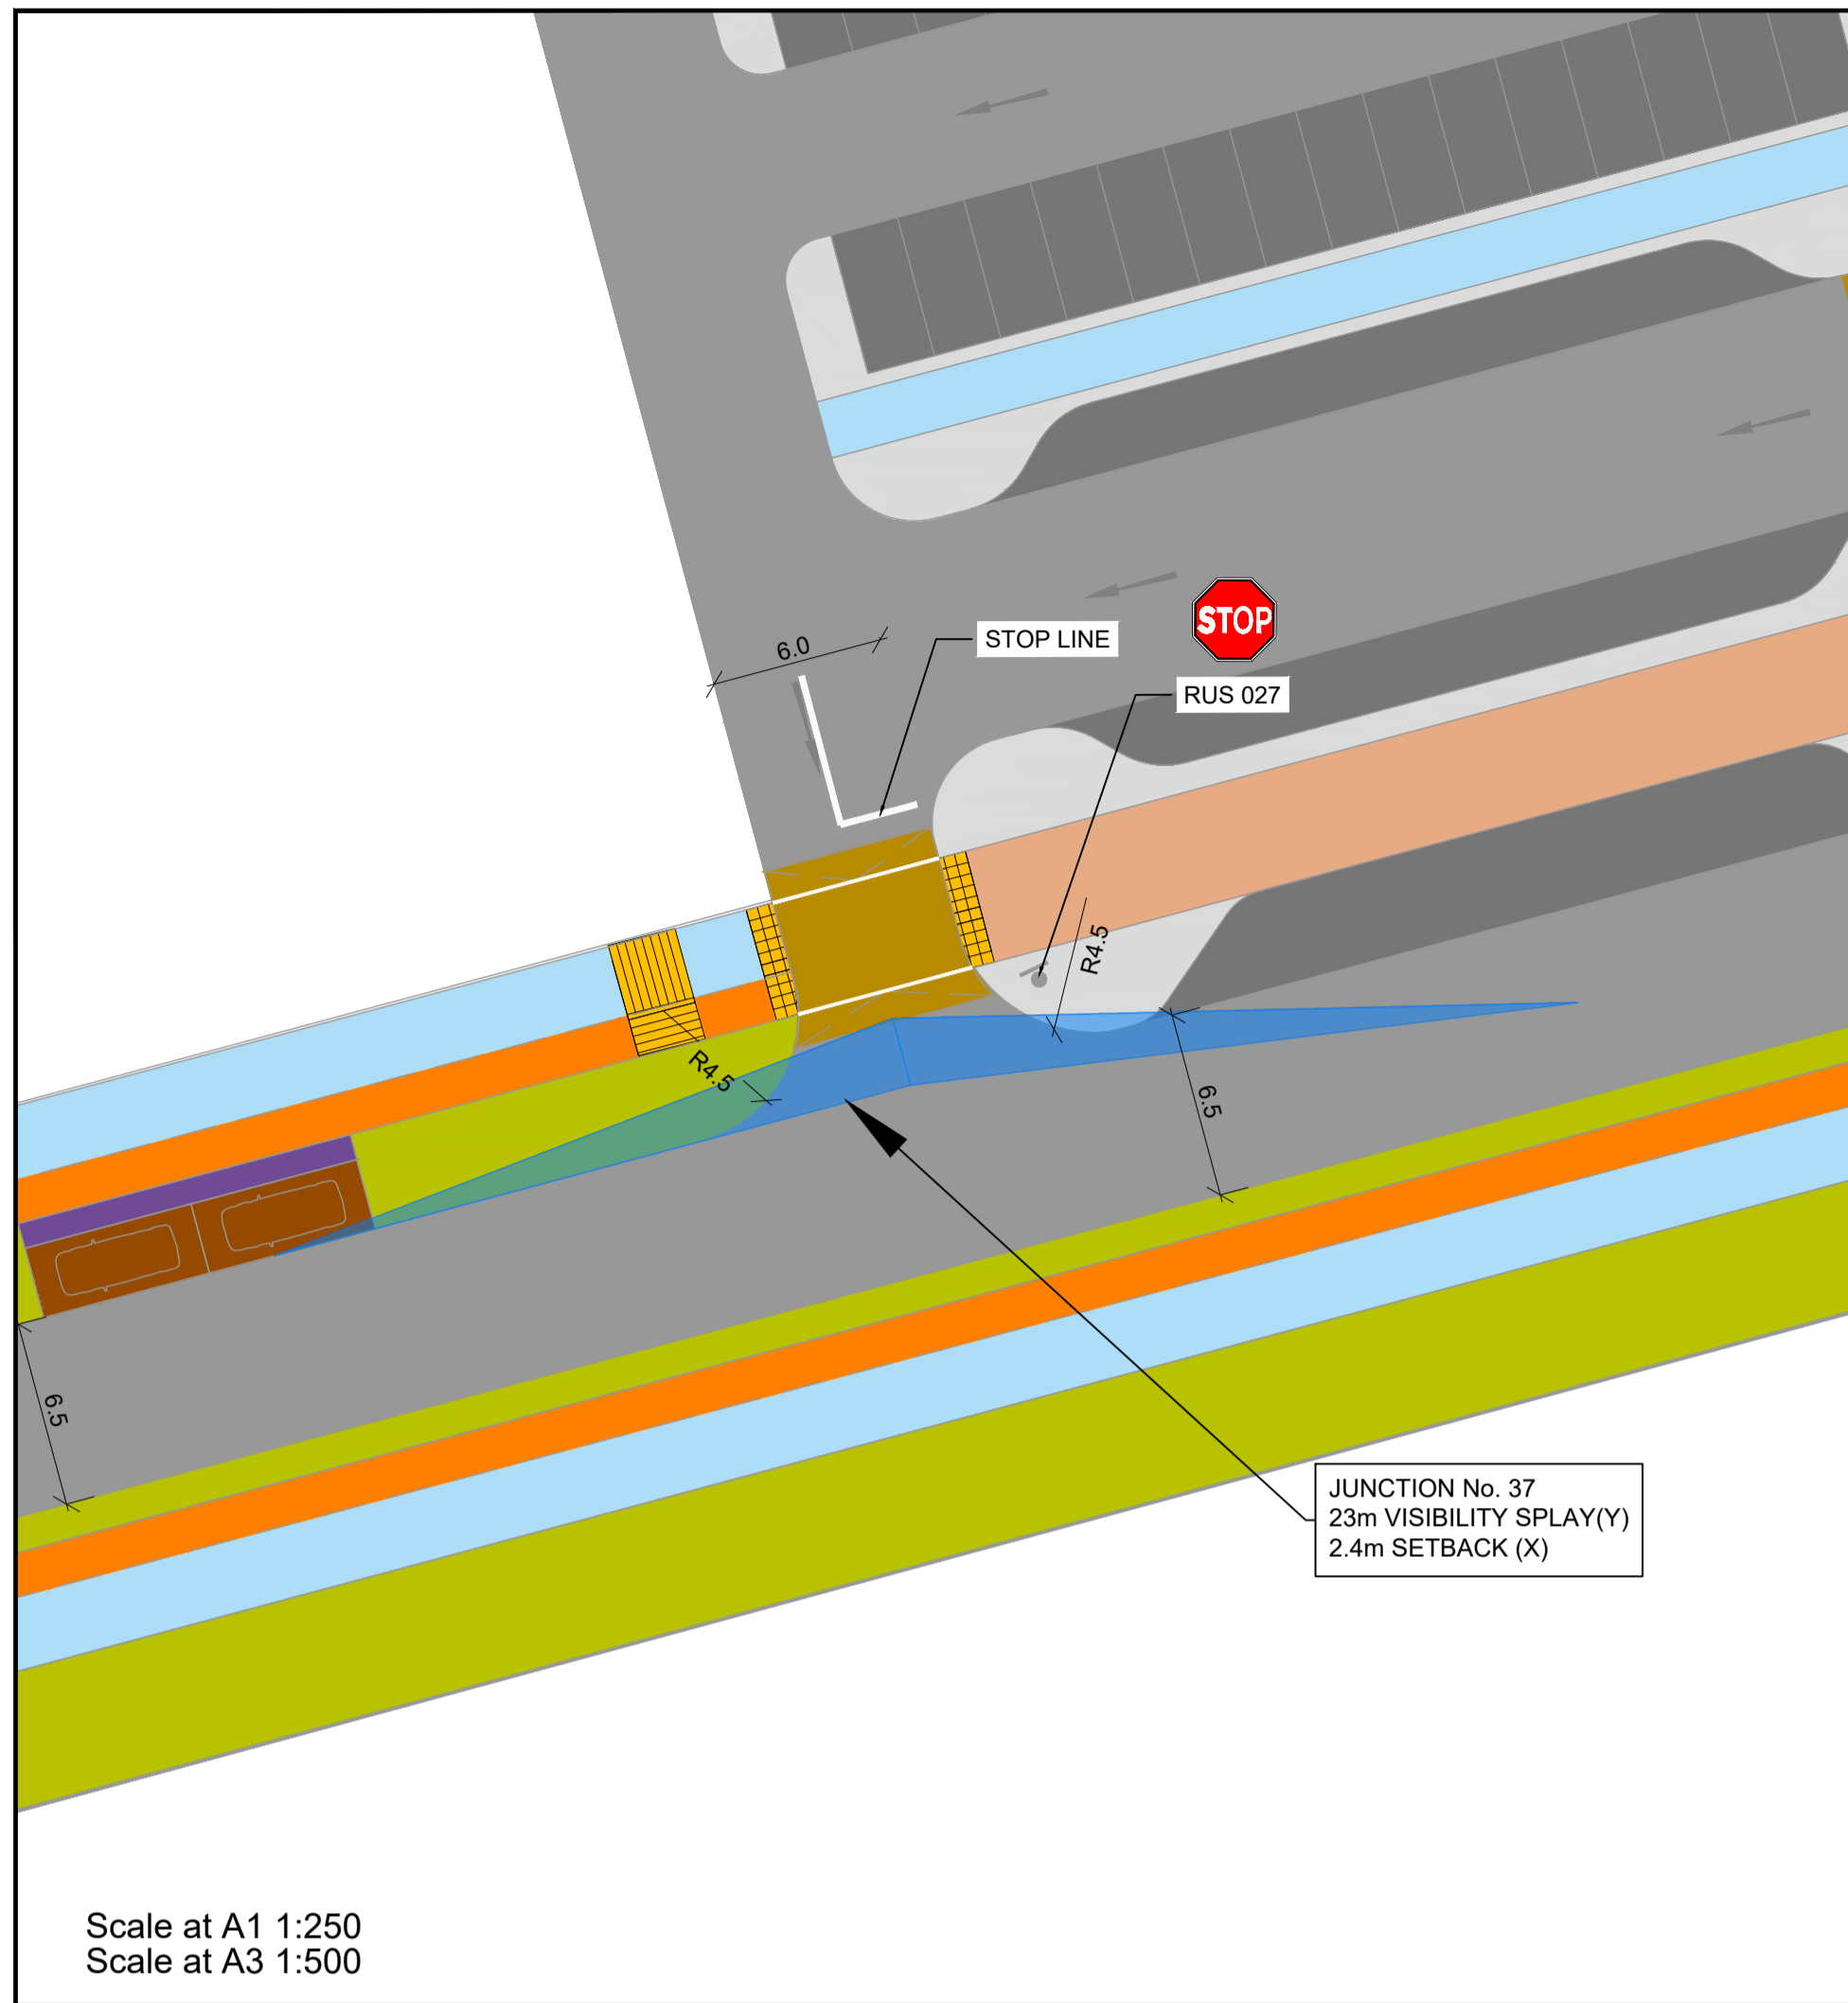 6.0
STOP LINE
STOP
RUS 027
R4.5
R4.5
6.5
6.5
JUNCTION No. 37
23m VISIBILITY SPLAY(Y)
2.4m SETBACK (X)
Scale at A1 1:250
Scale at A3 1:500